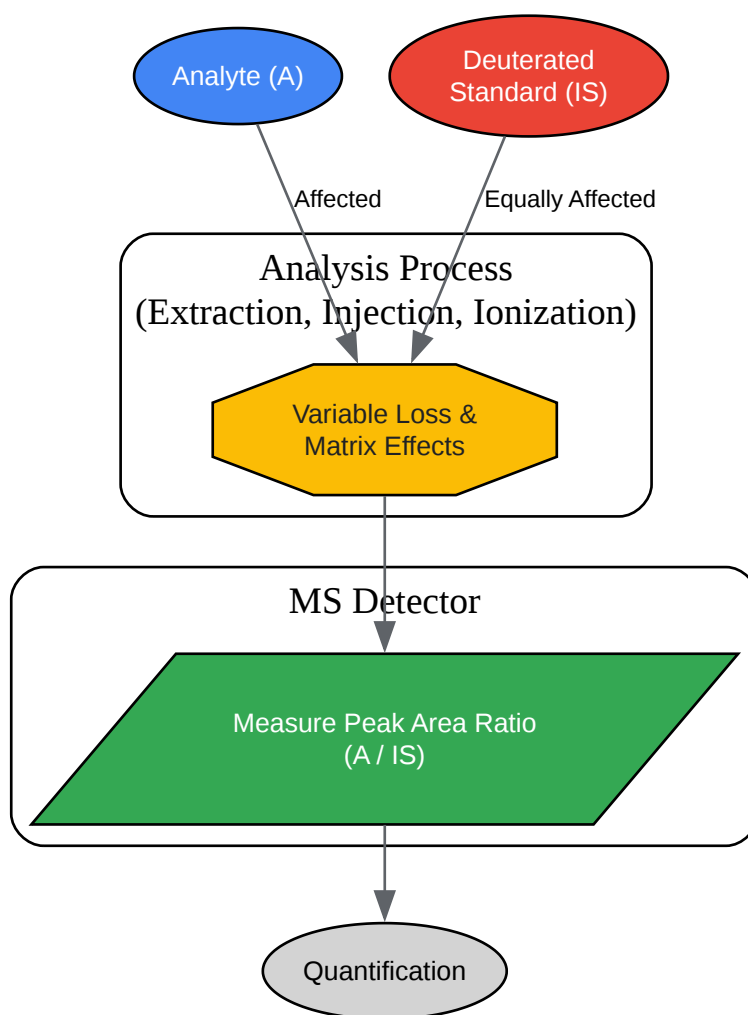 Analyte (A)
Deuterated
Standard (IS)
Affected
Equally Affected
Analysis Process
(Extraction, Injection, Ionization)
Variable Loss &
Matrix Effects
MS Detector
Measure Peak Area Ratio
(A / IS)
Quantification